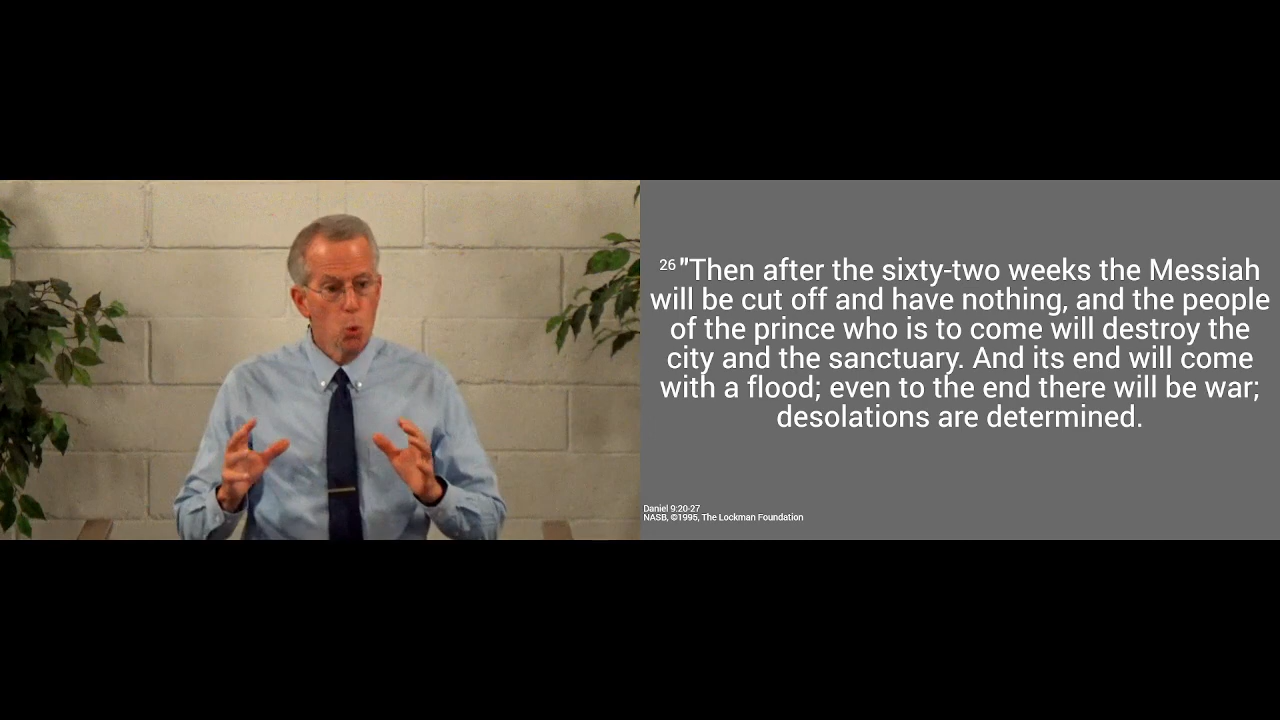 26 "Then after the sixty-two weeks the Messiah
will be cut off and have nothing, and the people
of the prince who is to come will destroy the
city and the sanctuary. And its end will come
with a flood; even to the end there will be war;
desolations are determined.
Daniel 9:20-27
NASB, ©1995, The Lockman Foundation